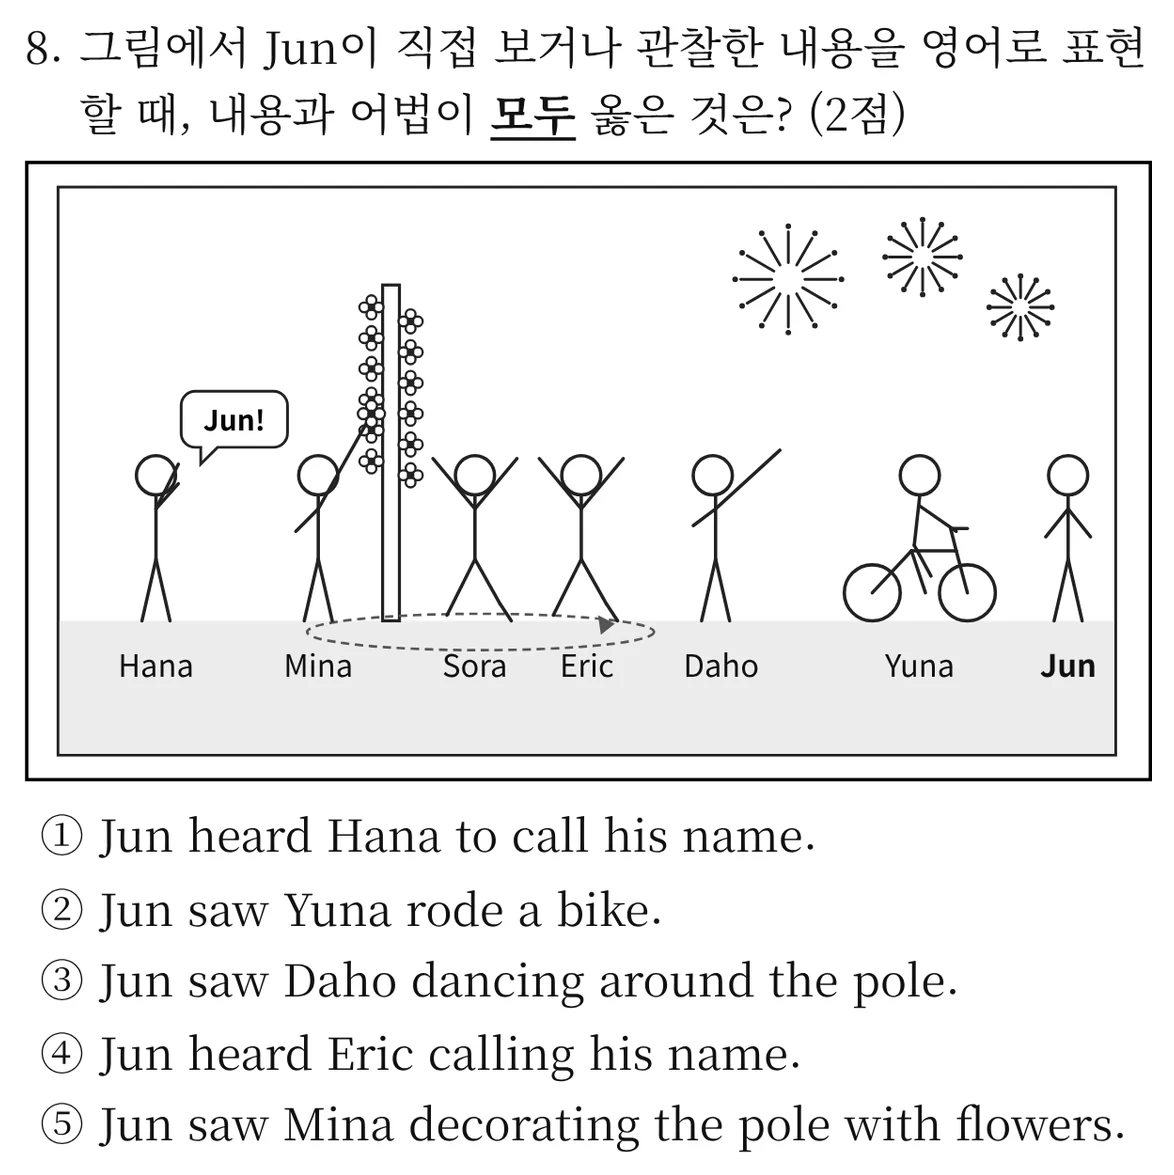 8. 그림에서 Jun이 직접 보거나 관찰한 내용을 영어로 표현
할 때, 내용과 어법이 모두 옳은 것은? (2점)
Jun!
Hana Mina Sora Eric Daho Yuna Jun
① Jun heard Hana to call his name.
② Jun saw Yuna rode a bike.
③ Jun saw Daho dancing around the pole.
④ Jun heard Eric calling his name.
⑤ Jun saw Mina decorating the pole with flowers.